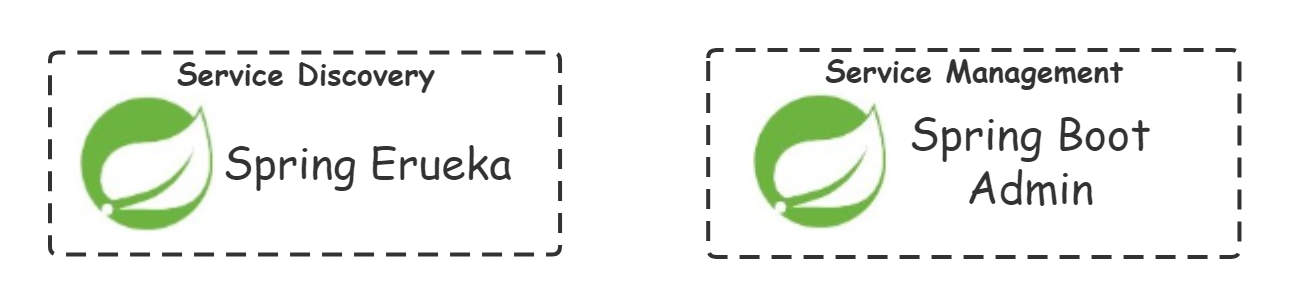 Service Discovery
Spring Erueka
Service Management
Spring Boot
Admin